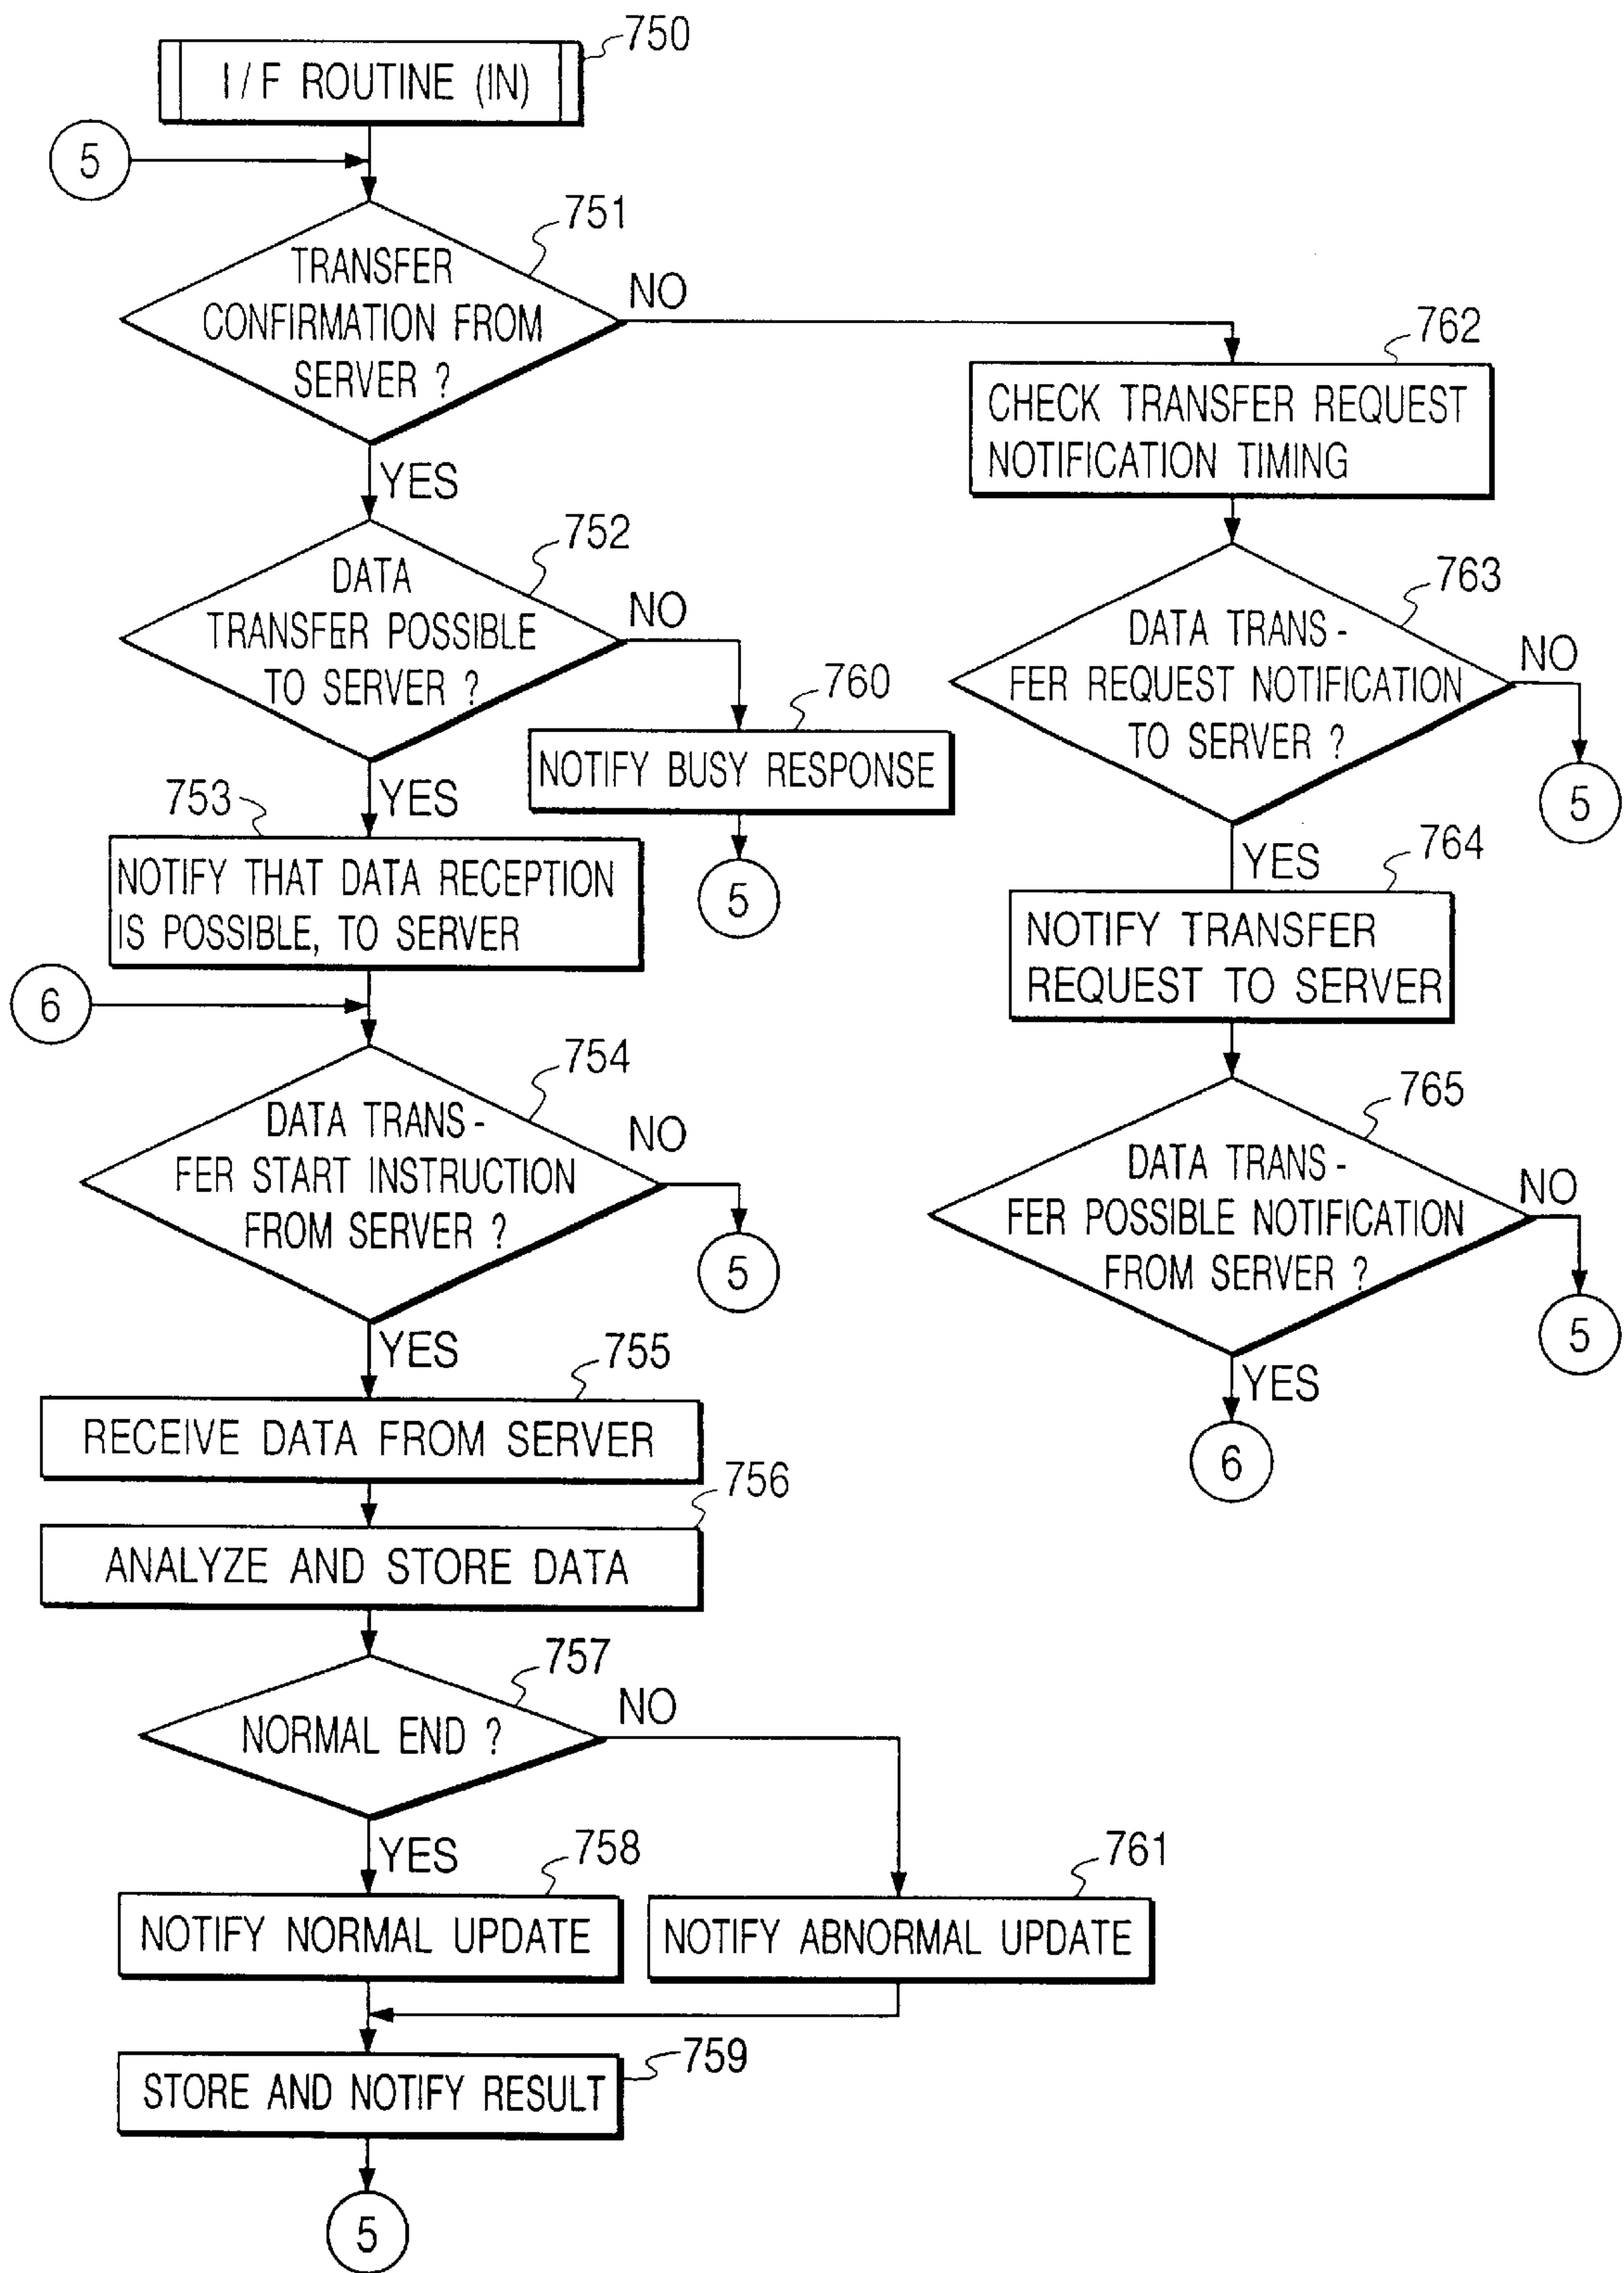 750
I/F ROUTINE (IN)
5
751
TRANSFER
CONFIRMATION FROM
SERVER ?
NO
YES
752
DATA
TRANSFER POSSIBLE
TO SERVER ?
NO
760
NOTIFY BUSY RESPONSE
5
YES
753
NOTIFY THAT DATA RECEPTION
IS POSSIBLE, TO SERVER
6
754
DATA TRANS -
FER START INSTRUCTION
FROM SERVER ?
NO
5
YES
755
RECEIVE DATA FROM SERVER
756
ANALYZE AND STORE DATA
757
NORMAL END ?
NO
YES
758
NOTIFY NORMAL UPDATE
761
NOTIFY ABNORMAL UPDATE
759
STORE AND NOTIFY RESULT
5
762
CHECK TRANSFER REQUEST
NOTIFICATION TIMING
763
DATA TRANS -
FER REQUEST NOTIFICATION
TO SERVER ?
NO
5
YES
764
NOTIFY TRANSFER
REQUEST TO SERVER
765
DATA TRANS -
FER POSSIBLE NOTIFICATION
FROM SERVER ?
NO
5
YES
6